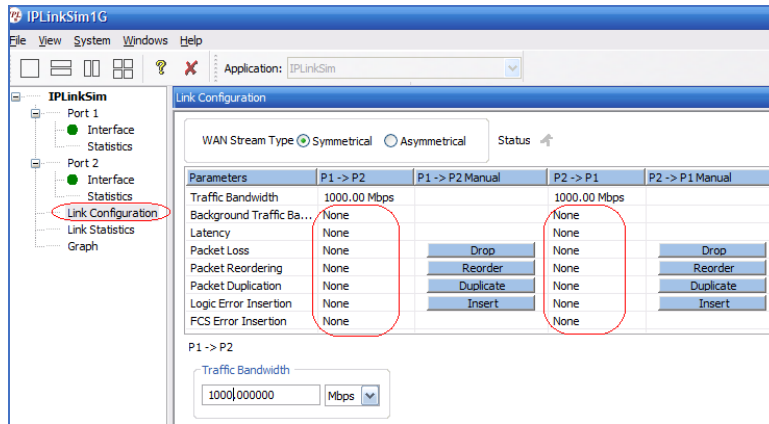 IPLinkSim1G
File View System Windows Help
Application: IPLinkSim
IPLinkSim
Port 1
Interface
Statistics
Port 2
Interface
Statistics
Link Configuration
Link Statistics
Graph
Link Configuration
WAN Stream Type Symmetrical Asymmetrical Status
Parameters P1 -> P2 P1 -> P2 Manual P2 -> P1 P2 -> P1 Manual
Traffic Bandwidth 1000.00 Mbps 1000.00 Mbps
Background Traffic Ba... None None
Latency None None
Packet Loss None Drop None Drop
Packet Reordering None Reorder None Reorder
Packet Duplication None Duplicate None Duplicate
Logic Error Insertion None Insert None Insert
FCS Error Insertion None None
P1 -> P2
Traffic Bandwidth
1000.000000 Mbps